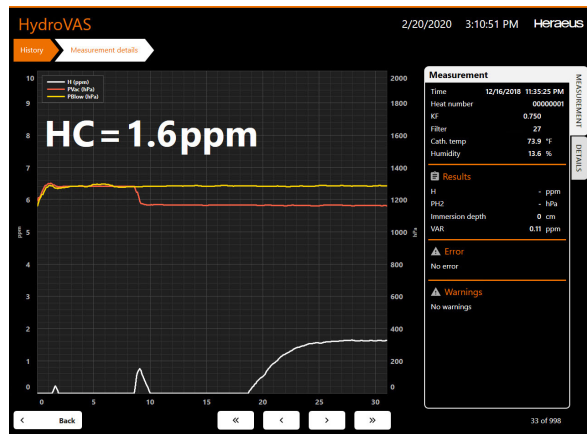 HydroVAS
2/20/2020 3:10:51 PM Heraeus
History Measurement details
H (ppm)
PVac (hPa)
PBlow (hPa)
HC = 1.6 ppm
10
9
8
7
6
5
4
3
2
1
0
ppm
2000
1800
1600
1400
1200
1000
800
600
400
200
0
hPa
0 5 10 15 20 25 30
Measurement
Time 12/16/2018 11:35:25 PM
Heat number 00000001
KF 0.750
Filter 27
Cath. temp 73.9 °F
Humidity 13.6 %
Results
H - ppm
PH2 - hPa
Immersion depth 0 cm
VAR 0.11 ppm
Error
No error
Warnings
No warnings
MEASUREMENT
DETAILS
< Back
« < > »
33 of 998